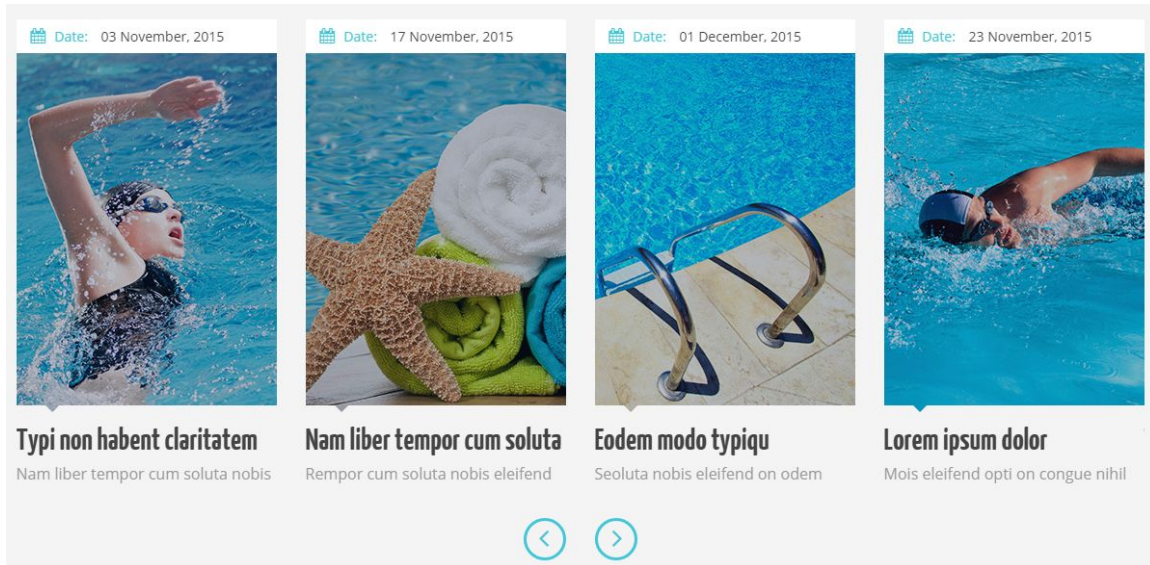 Date: 03 November, 2015
Typi non habent claritatem
Nam liber tempor cum soluta nobis
Date: 17 November, 2015
Nam liber tempor cum soluta
Rempor cum soluta nobis eleifend
Date: 01 December, 2015
Eodem modo typiqu
Seoluta nobis eleifend on odem
Date: 23 November, 2015
Lorem ipsum dolor
Mois eleifend opti on congue nihil